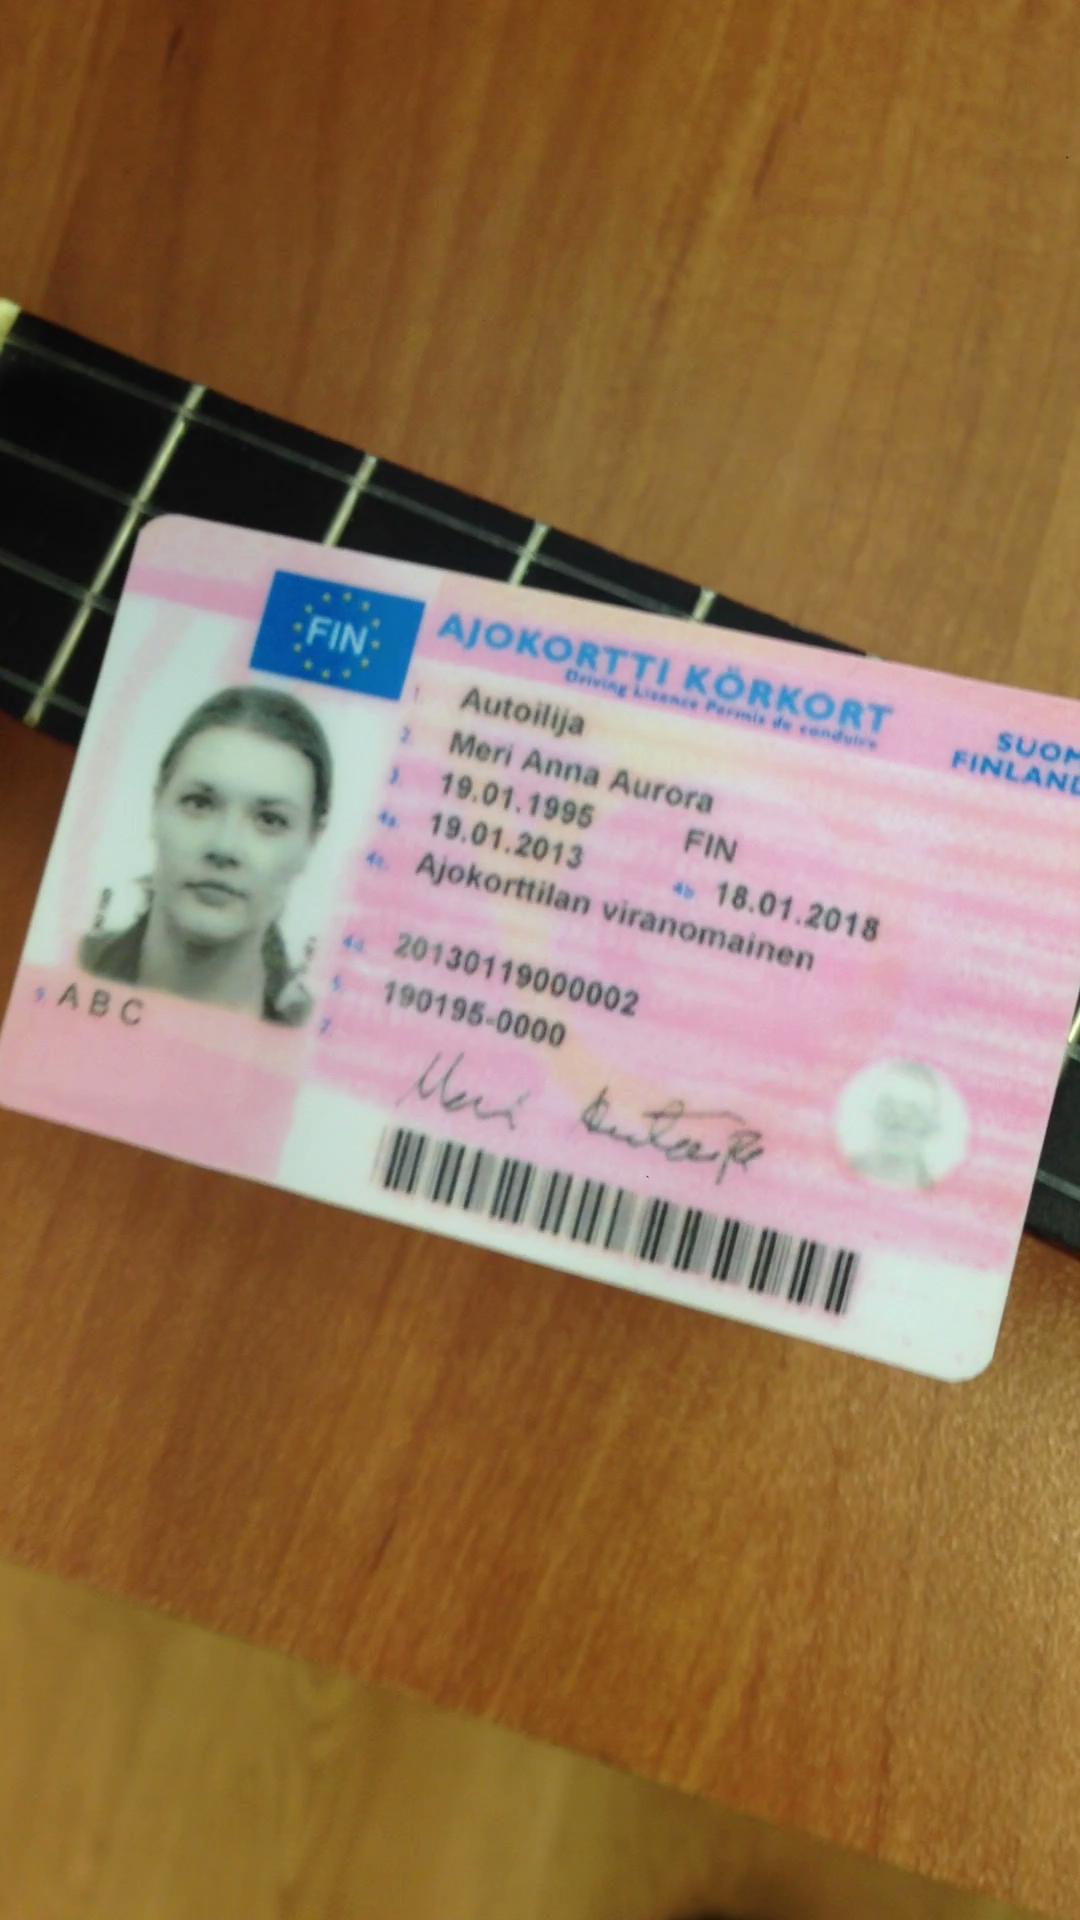 FIN
AJOKORTTI KÖRKORT
Driving Licence Permis de conduire
SUOM
FINLAND
1. Autoilija
2. Meri Anna Aurora
3. 19.01.1995 FIN
4a. 19.01.2013 4b. 18.01.2018
4c. Ajokorttilan viranomainen
4d. 20130119000002
5. 190195-0000
7. Meri Autoilija
9. A B C